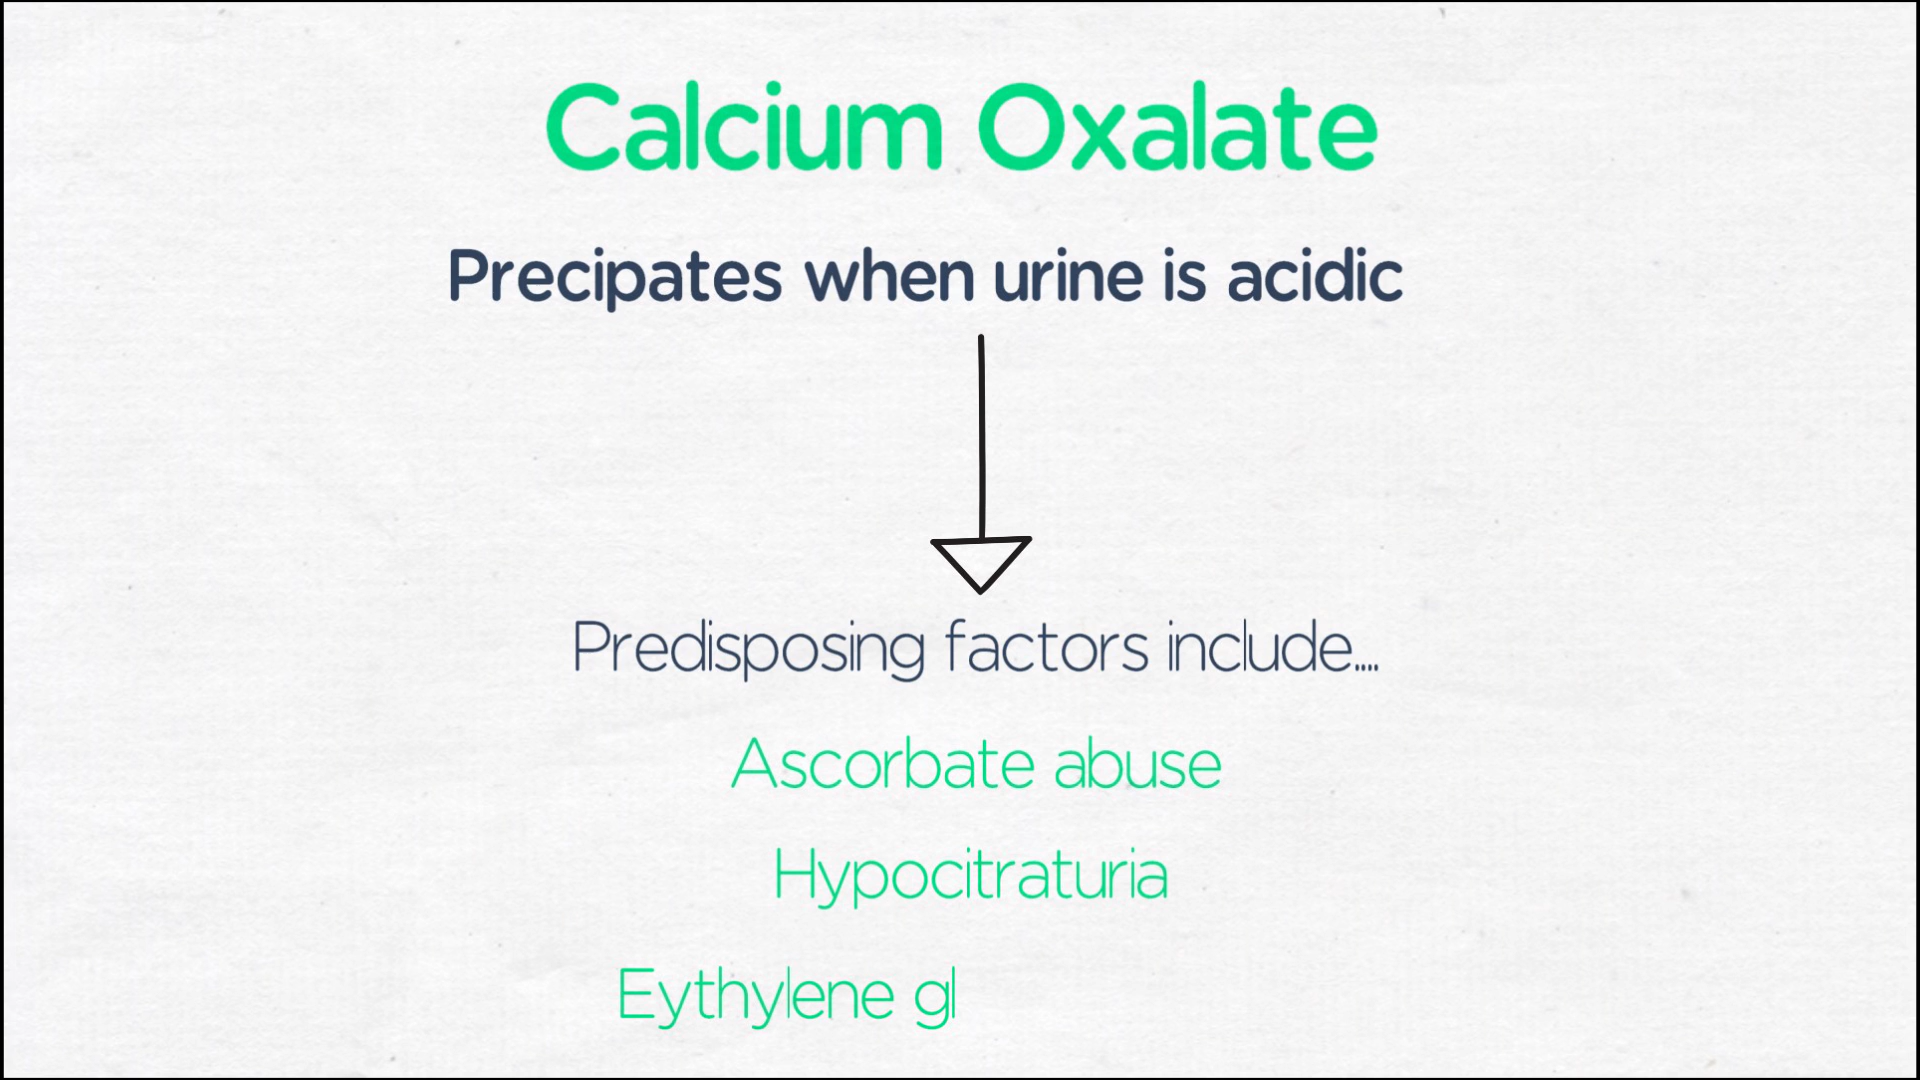 Calcium Oxalate
Precipates when urine is acidic
Predisposing factors include....
Ascorbate abuse
Hypocitraturia
Eythylene gl